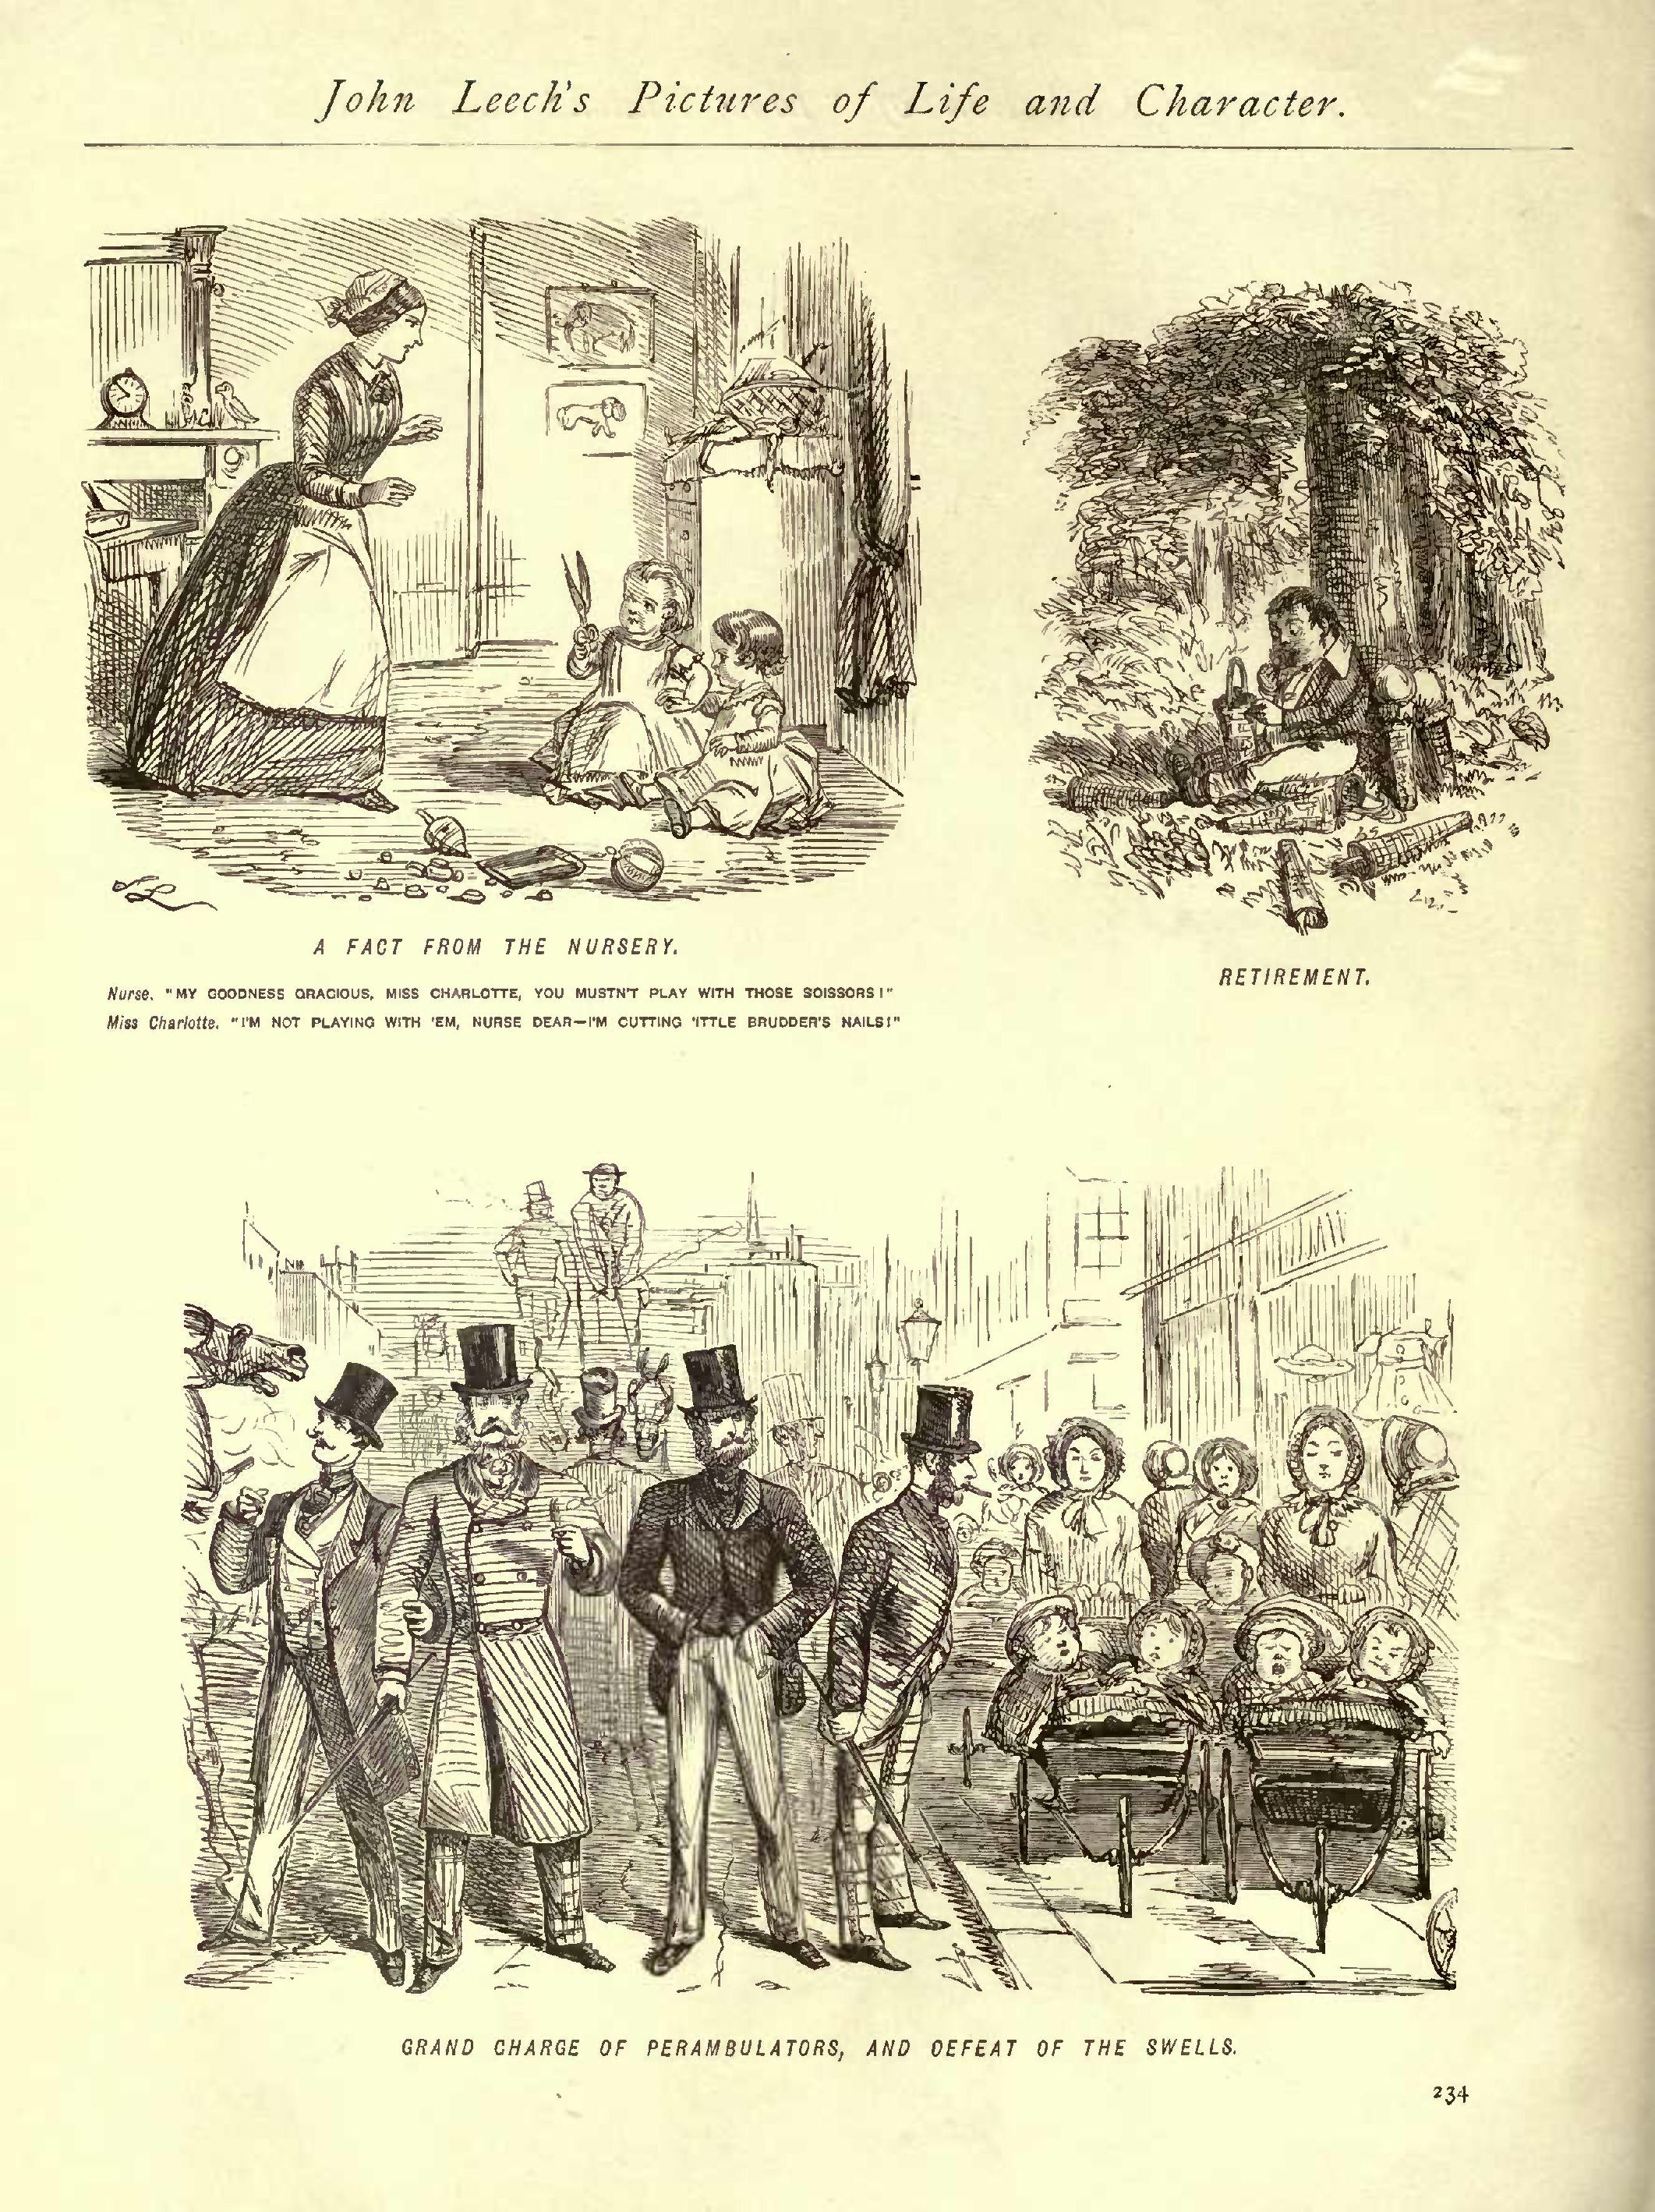 John Leech's Pictures of Life and Character.
A FACT FROM THE NURSERY.
Nurse. "MY GOODNESS GRACIOUS, MISS CHARLOTTE, YOU MUSTN'T PLAY WITH THOSE SCISSORS!"
Miss Charlotte. "I'M NOT PLAYING WITH 'EM, NURSE DEAR—I'M CUTTING 'ITTLE BRUDDER'S NAILS!"
RETIREMENT.
GRAND CHARGE OF PERAMBULATORS, AND DEFEAT OF THE SWELLS.
234